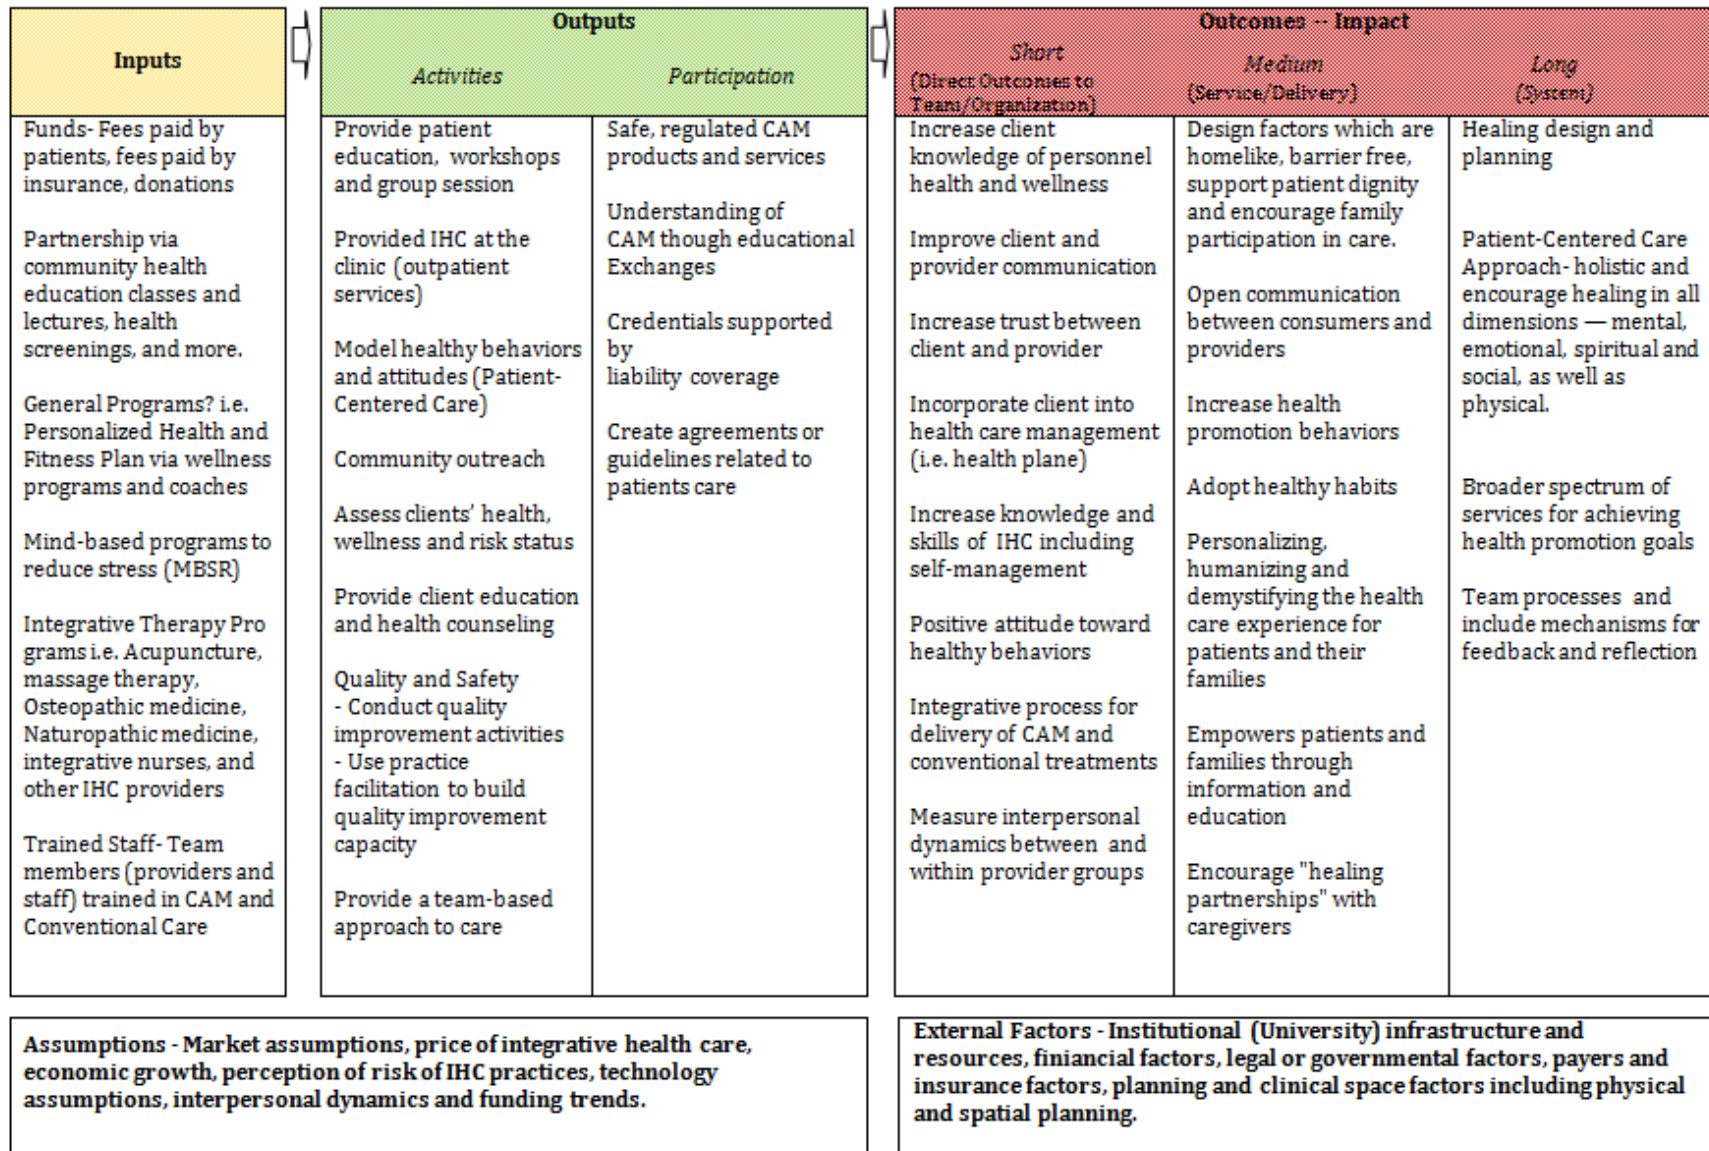 Inputs
Funds- Fees paid by
patients, fees paid by
insurance, donations
Partnership via
community health
education classes and
lectures, health
screenings, and more.
General Programs? i.e.
Personalized Health and
Fitness Plan via wellness
programs and coaches
Mind-based programs to
reduce stress (MBSR)
Integrative Therapy Pro
grams i.e. Acupuncture,
massage therapy,
Osteopathic medicine,
Naturopathic medicine,
integrative nurses, and
other IHC providers
Trained Staff- Team
members (providers and
staff) trained in CAM and
Conventional Care
Outputs
Activities
Provide patient
education, workshops
and group session
Provided IHC at the
clinic (outpatient
services)
Model healthy behaviors
and attitudes (Patient-
Centered Care)
Community outreach
Assess clients' health,
wellness and risk status
Provide client education
and health counseling
Quality and Safety
- Conduct quality
improvement activities
- Use practice
facilitation to build
quality improvement
capacity
Provide a team-based
approach to care
Participation
Safe, regulated CAM
products and services
Understanding of
CAM though educational
Exchanges
Credentials supported
by
liability coverage
Create agreements or
guidelines related to
patients care
Outcomes -- Impact
Short
(Direct Outcomes to
Team/Organization)
Increase client
knowledge of personnel
health and wellness
Improve client and
provider communication
Increase trust between
client and provider
Incorporate client into
health care management
(i.e. health plane)
Increase knowledge and
skills of IHC including
self-management
Positive attitude toward
healthy behaviors
Integrative process for
delivery of CAM and
conventional treatments
Measure interpersonal
dynamics between and
within provider groups
Medium
(Service/Delivery)
Design factors which are
homelike, barrier free,
support patient dignity
and encourage family
participation in care.
Open communication
between consumers and
providers
Increase health
promotion behaviors
Adopt healthy habits
Personalizing,
humanizing and
demystifying the health
care experience for
patients and their
families
Empowers patients and
families through
information and
education
Encourage "healing
partnerships" with
caregivers
Long
(System)
Healing design and
planning
Patient-Centered Care
Approach- holistic and
encourage healing in all
dimensions — mental,
emotional, spiritual and
social, as well as
physical.
Broader spectrum of
services for achieving
health promotion goals
Team processes and
include mechanisms for
feedback and reflection
Assumptions - Market assumptions, price of integrative health care,
economic growth, perception of risk of IHC practices, technology
assumptions, interpersonal dynamics and funding trends.
External Factors - Institutional (University) infrastructure and
resources, finiancial factors, legal or governmental factors, payers and
insurance factors, planning and clinical space factors including physical
and spatial planning.